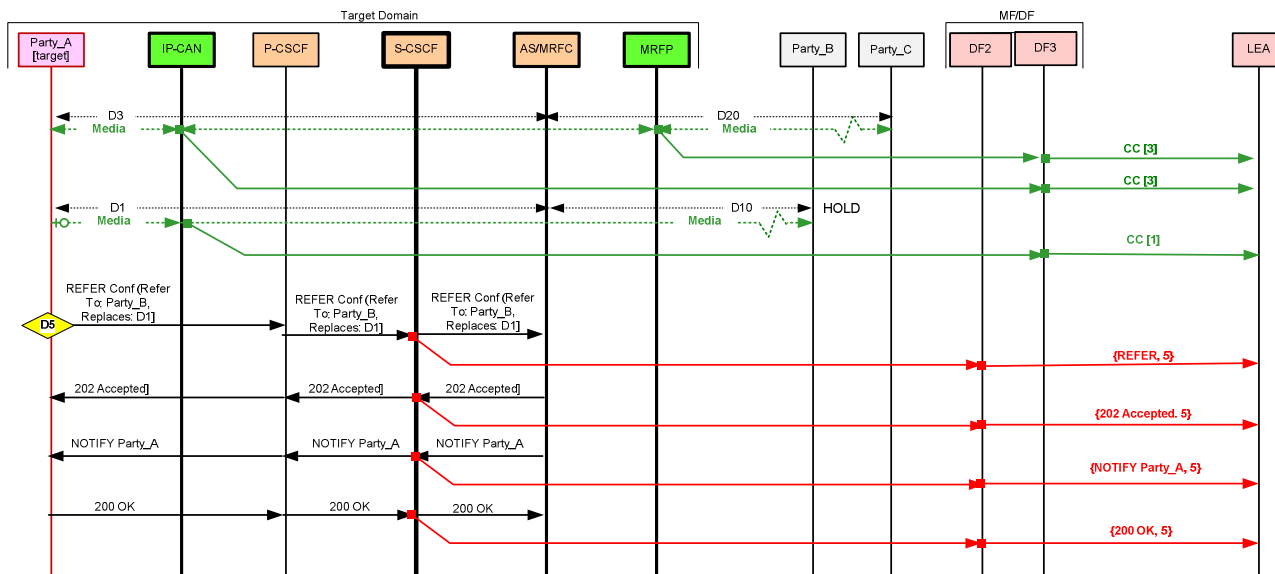 Target Domain
MF/DF
Party_A
[target]
IP-CAN
P-CSCF
S-CSCF
AS/MRFC
MRFP
Party_B
Party_C
DF2
DF3
LEA
D3
D20
Media
Media
CC [3]
CC [3]
D1
D10
HOLD
Media
Media
CC [1]
REFER Conf (Refer
To: Party_B,
Replaces: D1]
REFER Conf (Refer
To: Party_B,
Replaces: D1]
REFER Conf (Refer
To: Party_B,
Replaces: D1]
D5
{REFER, 5}
202 Accepted]
202 Accepted]
202 Accepted]
{202 Accepted. 5}
NOTIFY Party_A
NOTIFY Party_A
NOTIFY Party_A
{NOTIFY Party_A, 5}
200 OK
200 OK
200 OK
{200 OK, 5}